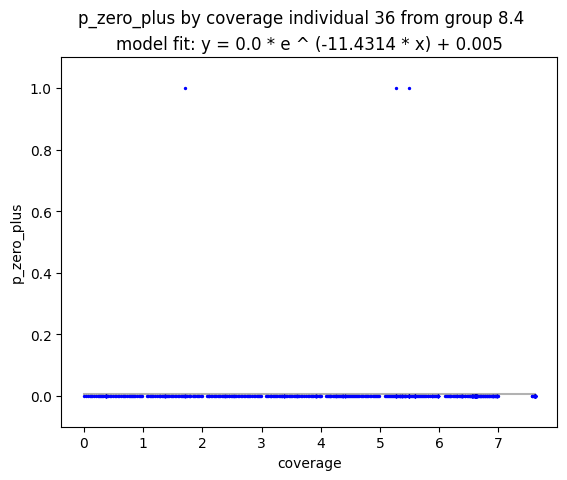 p_zero_plus by coverage individual 36 from group 8.4
model fit: y = 0.0 * e ^ (-11.4314 * x) + 0.005
1.0
0.8
0.6
0.4
0.2
0.0
p_zero_plus
0 1 2 3 4 5 6 7
coverage